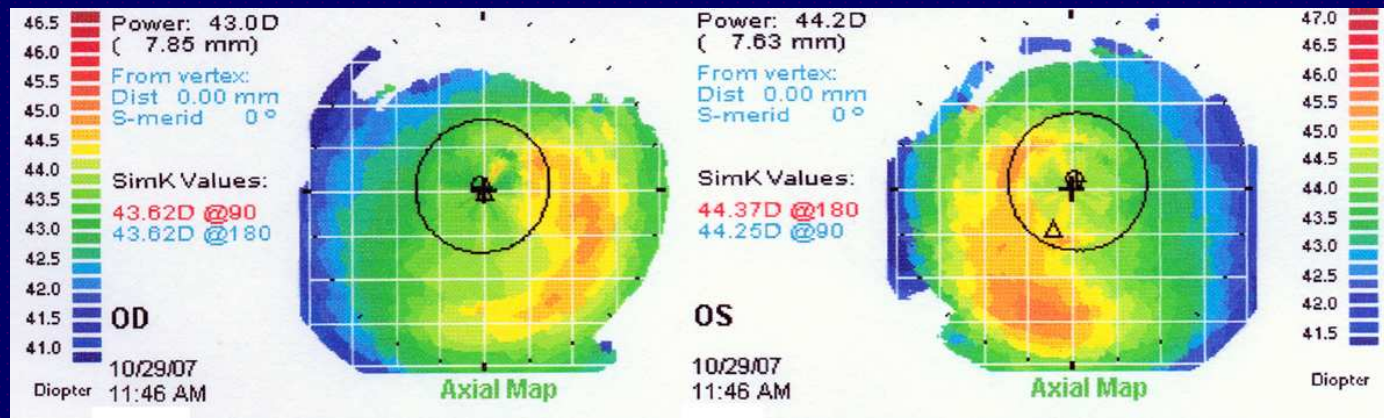 46.5
46.0
45.5
45.0
44.5
44.0
43.5
43.0
42.5
42.0
41.5
41.0
Diopter
Power: 43.0D
( 7.85 mm)
From vertex:
Dist 0.00 mm
S-merid 0 º
SimK Values:
43.62D @90
43.62D @180
OD
10/29/07
11:46 AM
Axial Map
Power: 44.2D
( 7.63 mm)
From vertex:
Dist 0.00 mm
S-merid 0 º
SimK Values:
44.37D @180
44.25D @90
OS
10/29/07
11:46 AM
Axial Map
47.0
46.5
46.0
45.5
45.0
44.5
44.0
43.5
43.0
42.5
42.0
41.5
Diopter